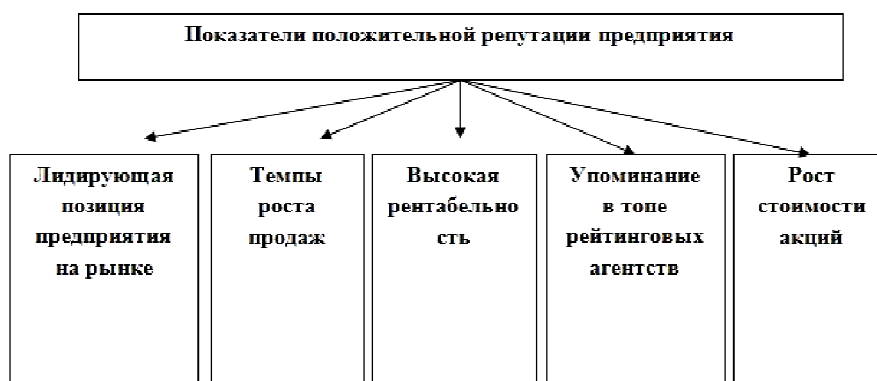 Показатели положительной репутации предприятия
Лидирующая
позиция
предприятия
на рынке
Темпы
роста
продаж
Высокая
рентабельно
сть
Упоминание
в топе
рейтинговых
агентств
Рост
стоимости
акций